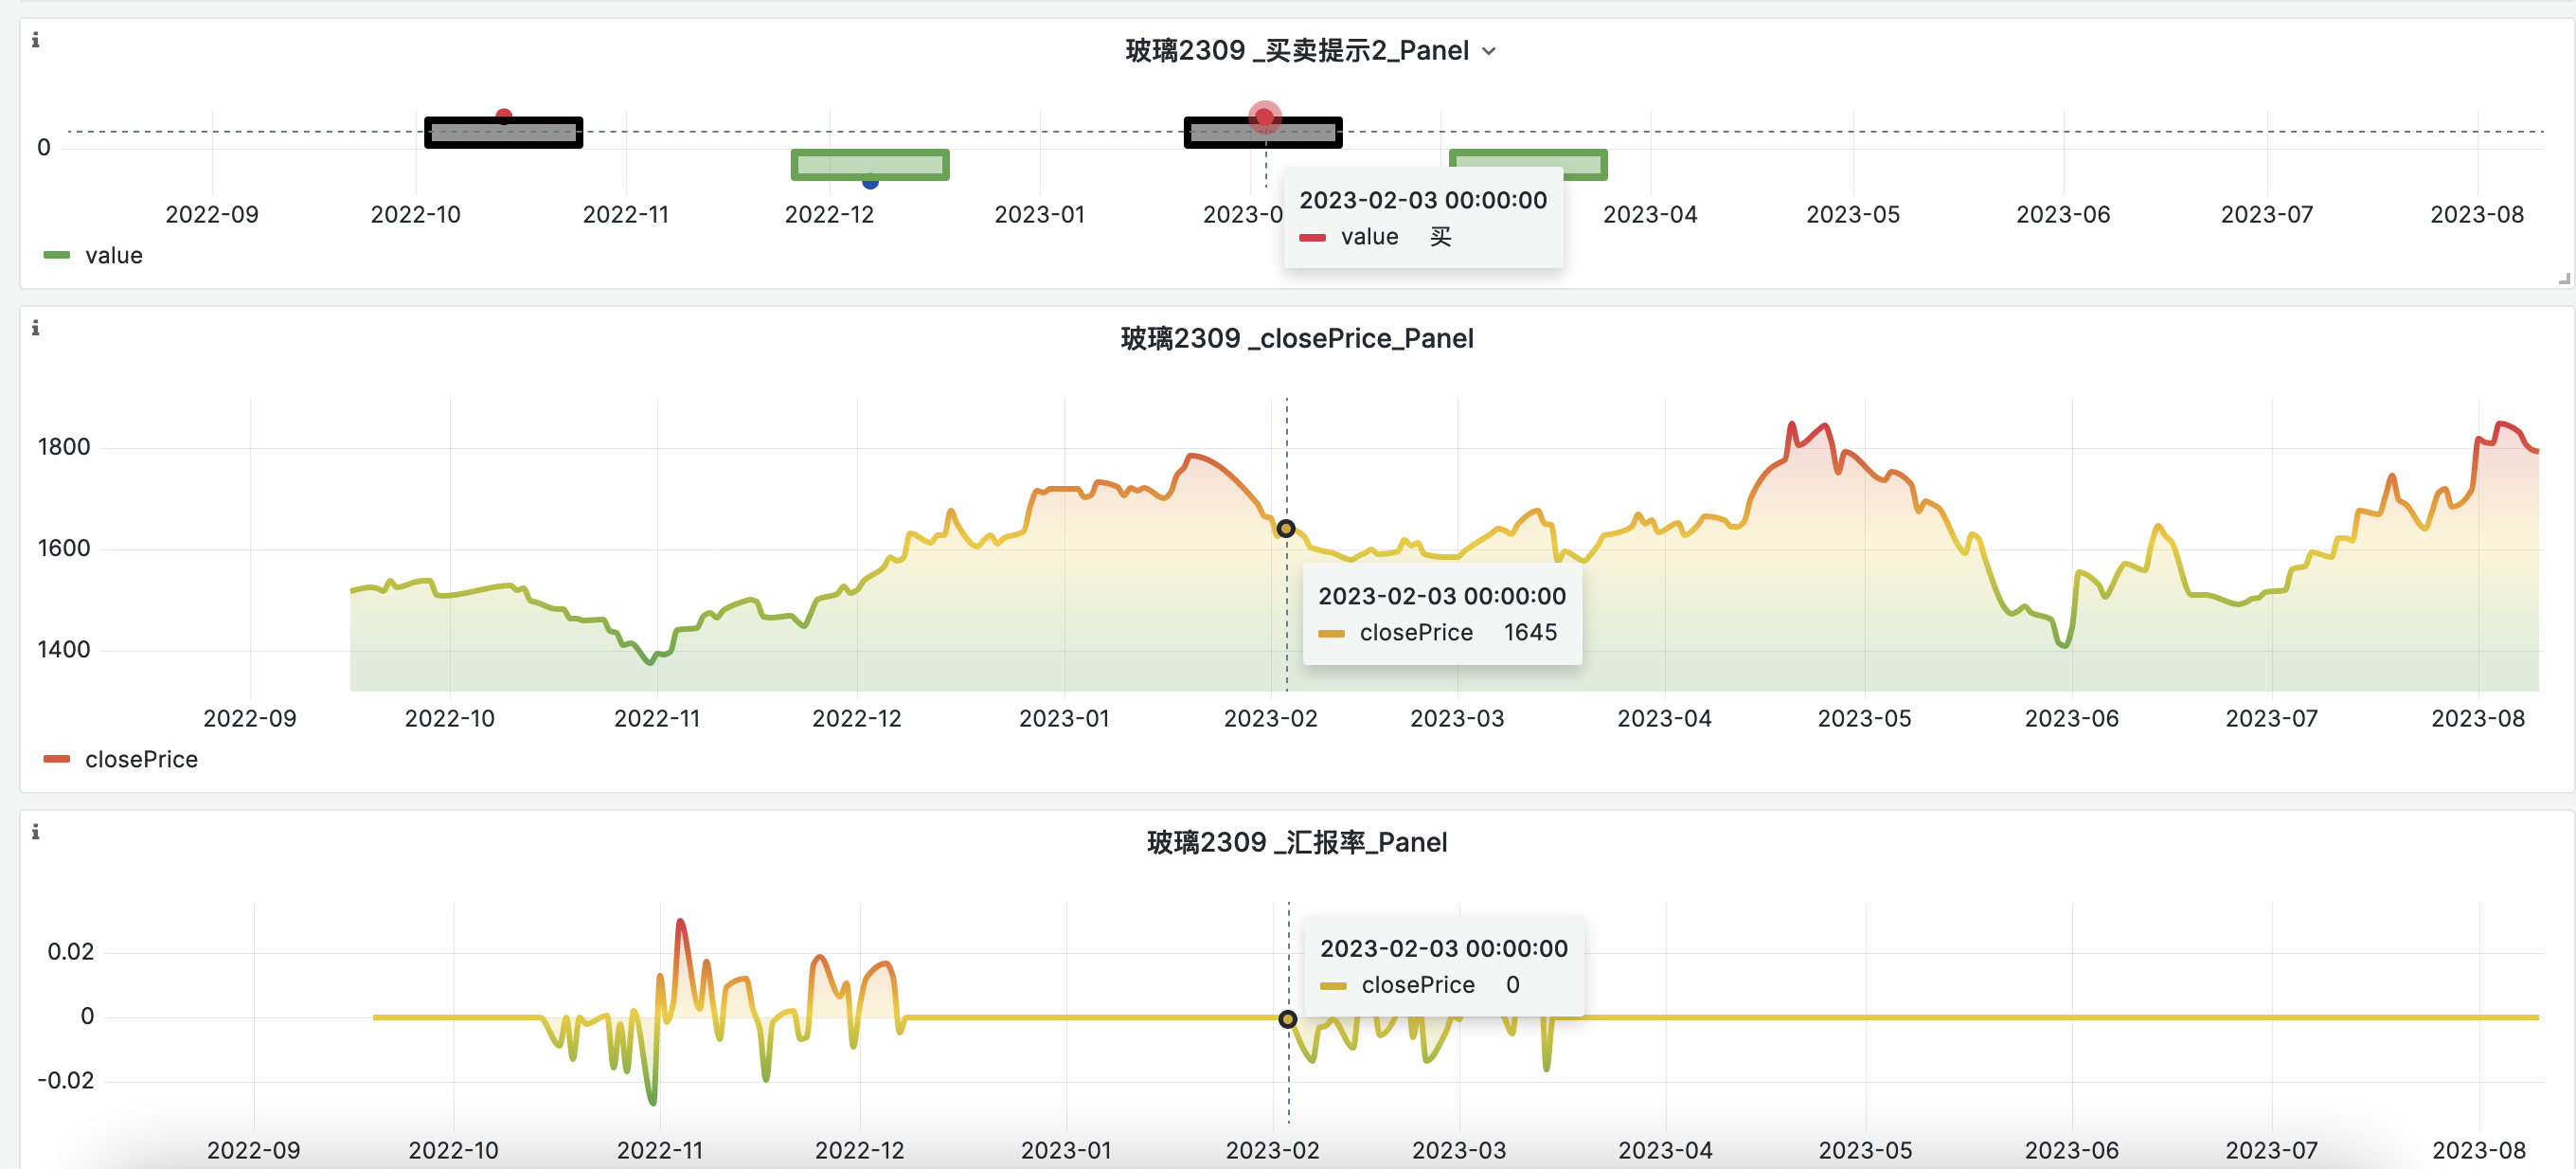 玻璃2309 _买卖提示2_Panel
0
2022-09 2022-10 2022-11 2022-12 2023-01 2023-0 2023-04 2023-05 2023-06 2023-07 2023-08
2023-02-03 00:00:00
value 买
value
玻璃2309 _closePrice_Panel
1800
1600
1400
2023-02-03 00:00:00
closePrice 1645
2022-09 2022-10 2022-11 2022-12 2023-01 2023-02 2023-03 2023-04 2023-05 2023-06 2023-07 2023-08
closePrice
玻璃2309 _汇报率_Panel
0.02
0
-0.02
2023-02-03 00:00:00
closePrice 0
2022-09 2022-10 2022-11 2022-12 2023-01 2023-02 2023-03 2023-04 2023-05 2023-06 2023-07 2023-08